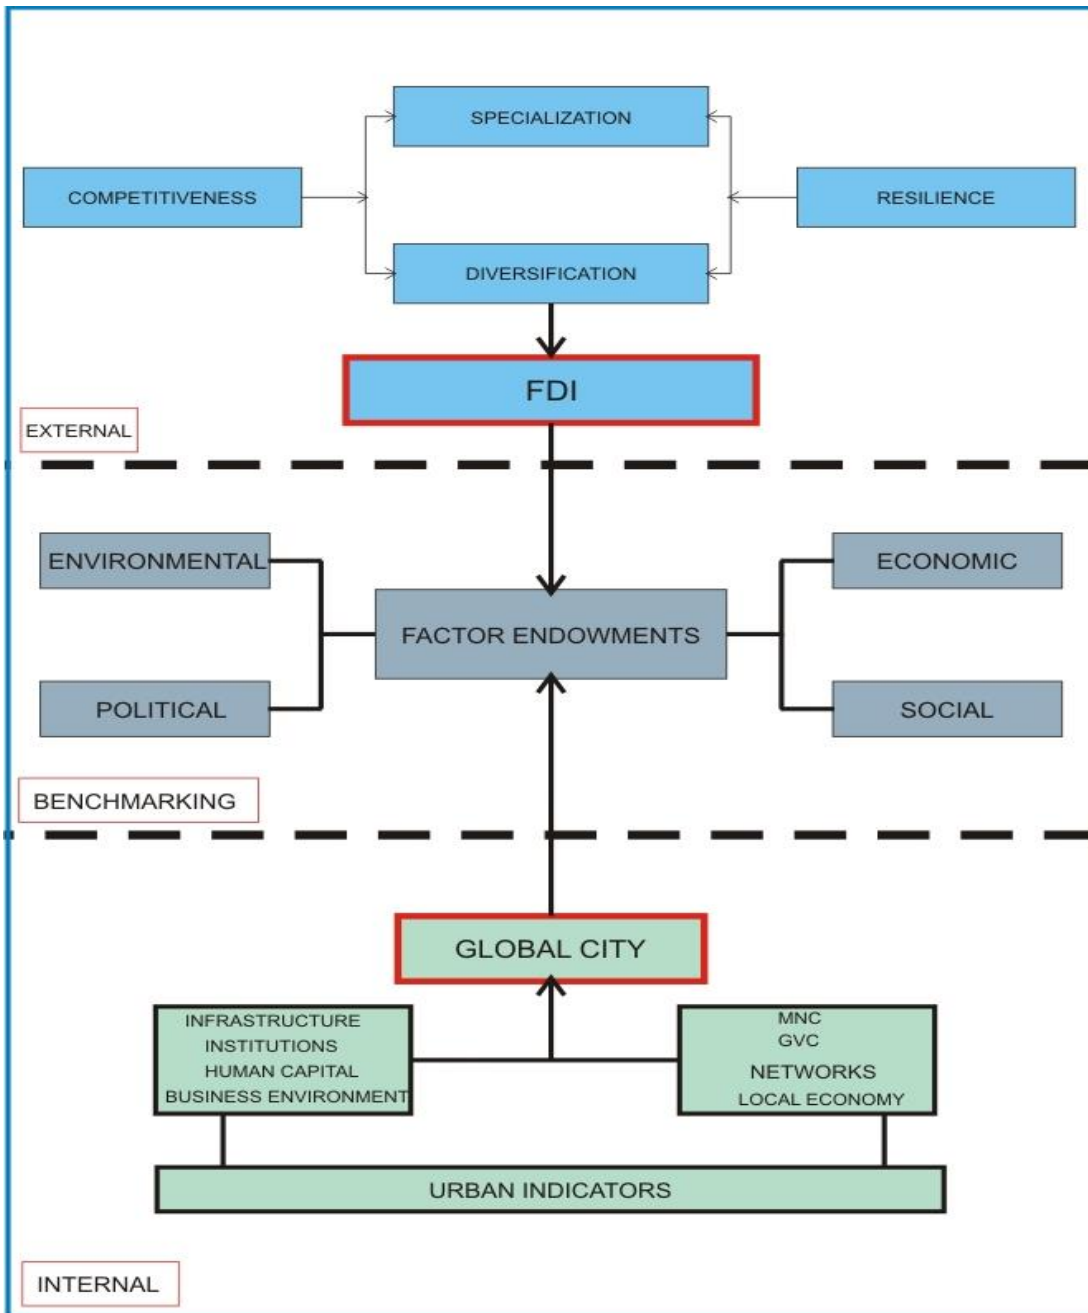 SPECIALIZATION
COMPETITIVENESS
RESILIENCE
DIVERSIFICATION
FDI
EXTERNAL
ENVIRONMENTAL
ECONOMIC
FACTOR ENDOWMENTS
POLITICAL
SOCIAL
BENCHMARKING
GLOBAL CITY
INFRASTRUCTURE
INSTITUTIONS
HUMAN CAPITAL
BUSINESS ENVIRONMENT
MNC
GVC
NETWORKS
LOCAL ECONOMY
URBAN INDICATORS
INTERNAL